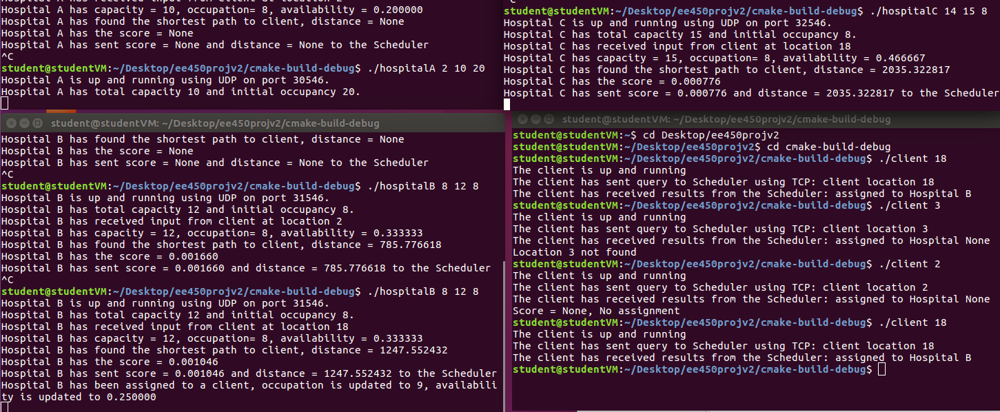 Hospital A has received input from client at location 2
Hospital A has capacity = 10, occupation= 8, availability = 0.200000
Hospital A has found the shortest path to client, distance = None
Hospital A has the score = None
Hospital A has sent score = None and distance = None to the Scheduler
^C
student@studentVM:~/Desktop/ee450projv2/cmake-build-debug$ ./hospitalA 2 10 20
Hospital A is up and running using UDP on port 30546.
Hospital A has total capacity 10 and initial occupancy 20.
^C
student@studentVM:~/Desktop/ee450projv2/cmake-build-debug$ ./hospitalC 14 15 8
Hospital C is up and running using UDP on port 32546.
Hospital C has total capacity 15 and initial occupancy 8.
Hospital C has received input from client at location 18
Hospital C has capacity = 15, occupation= 8, availability = 0.466667
Hospital C has found the shortest path to client, distance = 2035.322817
Hospital C has the score = 0.000776
Hospital C has sent score = 0.000776 and distance = 2035.322817 to the Scheduler
student@studentVM: ~/Desktop/ee450projv2/cmake-build-debug
Hospital B has found the shortest path to client, distance = None
Hospital B has the score = None
Hospital B has sent score = None and distance = None to the Scheduler
^C
student@studentVM:~/Desktop/ee450projv2/cmake-build-debug$ ./hospitalB 8 12 8
Hospital B is up and running using UDP on port 31546.
Hospital B has total capacity 12 and initial occupancy 8.
Hospital B has received input from client at location 2
Hospital B has capacity = 12, occupation= 8, availability = 0.333333
Hospital B has found the shortest path to client, distance = 785.776618
Hospital B has the score = 0.001660
Hospital B has sent score = 0.001660 and distance = 785.776618 to the Scheduler
^C
student@studentVM:~/Desktop/ee450projv2/cmake-build-debug$ ./hospitalB 8 12 8
Hospital B is up and running using UDP on port 31546.
Hospital B has total capacity 12 and initial occupancy 8.
Hospital B has received input from client at location 18
Hospital B has capacity = 12, occupation= 8, availability = 0.333333
Hospital B has found the shortest path to client, distance = 1247.552432
Hospital B has the score = 0.001046
Hospital B has sent score = 0.001046 and distance = 1247.552432 to the Scheduler
Hospital B has been assigned to a client, occupation is updated to 9, availabili
ty is updated to 0.250000
student@studentVM: ~/Desktop/ee450projv2/cmake-build-debug
student@studentVM:~$ cd Desktop/ee450projv2
student@studentVM:~/Desktop/ee450projv2$ cd cmake-build-debug
student@studentVM:~/Desktop/ee450projv2/cmake-build-debug$ ./client 18
The client is up and running
The client has sent query to Scheduler using TCP: client location 18
The client has received results from the Scheduler: assigned to Hospital B
student@studentVM:~/Desktop/ee450projv2/cmake-build-debug$ ./client 3
The client is up and running
The client has sent query to Scheduler using TCP: client location 3
The client has received results from the Scheduler: assigned to Hospital None
Location 3 not found
student@studentVM:~/Desktop/ee450projv2/cmake-build-debug$ ./client 2
The client is up and running
The client has sent query to Scheduler using TCP: client location 2
The client has received results from the Scheduler: assigned to Hospital None
Score = None, No assignment
student@studentVM:~/Desktop/ee450projv2/cmake-build-debug$ ./client 18
The client is up and running
The client has sent query to Scheduler using TCP: client location 18
The client has received results from the Scheduler: assigned to Hospital B
student@studentVM:~/Desktop/ee450projv2/cmake-build-debug$